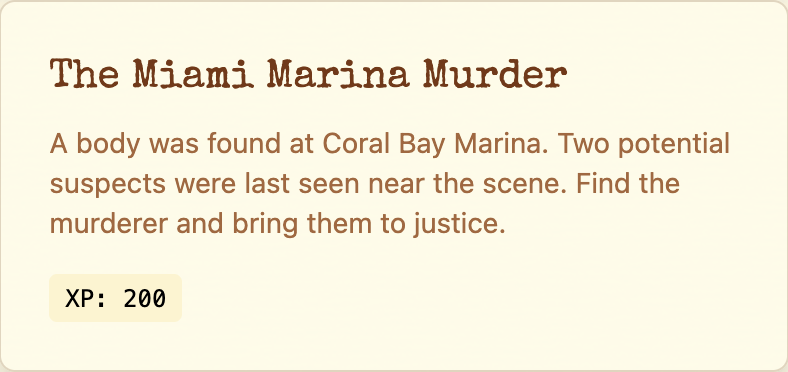 The Miami Marina Murder
A body was found at Coral Bay Marina. Two potential
suspects were last seen near the scene. Find the
murderer and bring them to justice.
XP: 200